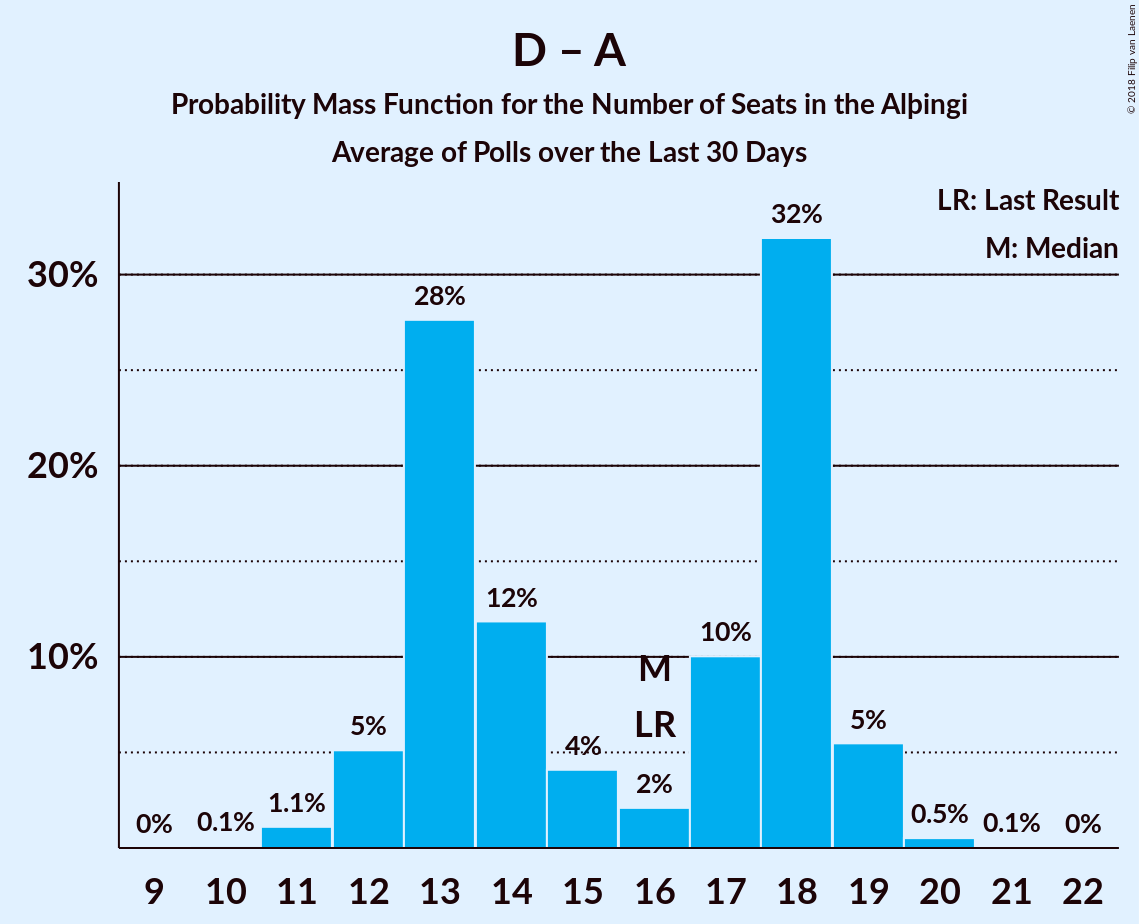 D – A
Probability Mass Function for the Number of Seats in the Alþingi
Average of Polls over the Last 30 Days
© 2018 Filip van Laenen
LR: Last Result
M: Median
30%
20%
10%
0%
0.1%
1.1%
5%
28%
12%
4%
M
LR
2%
10%
32%
5%
0.5%
0.1%
0%
9 10 11 12 13 14 15 16 17 18 19 20 21 22